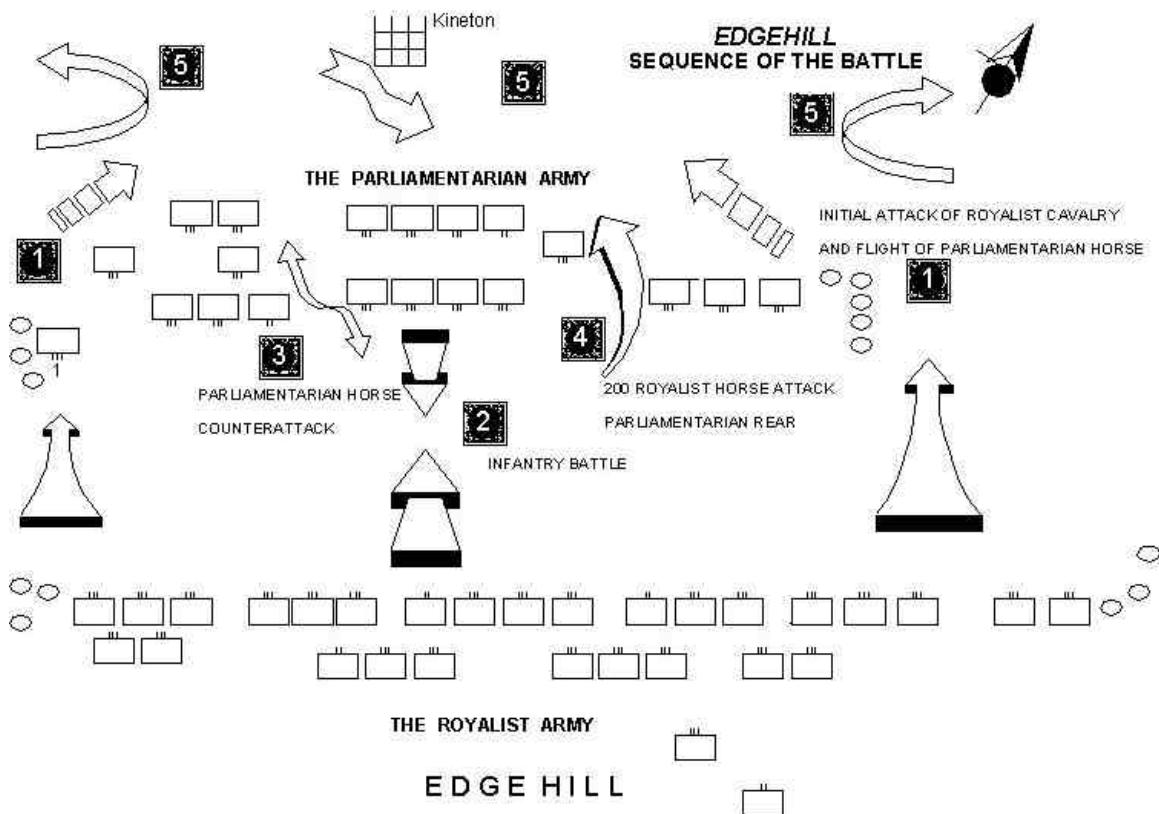 Kineton
EDGEHILL
SEQUENCE OF THE BATTLE
5
5
5
THE PARLIAMENTARIAN ARMY
INITIAL ATTACK OF ROYALIST CAVALRY
AND FLIGHT OF PARLIAMENTARIAN HORSE
1
1
1
3
PARLIAMENTARIAN HORSE
COUNTERATTACK
4
200 ROYALIST HORSE ATTACK
PARLIAMENTARIAN REAR
2
INFANTRY BATTLE
THE ROYALIST ARMY
EDGE HILL